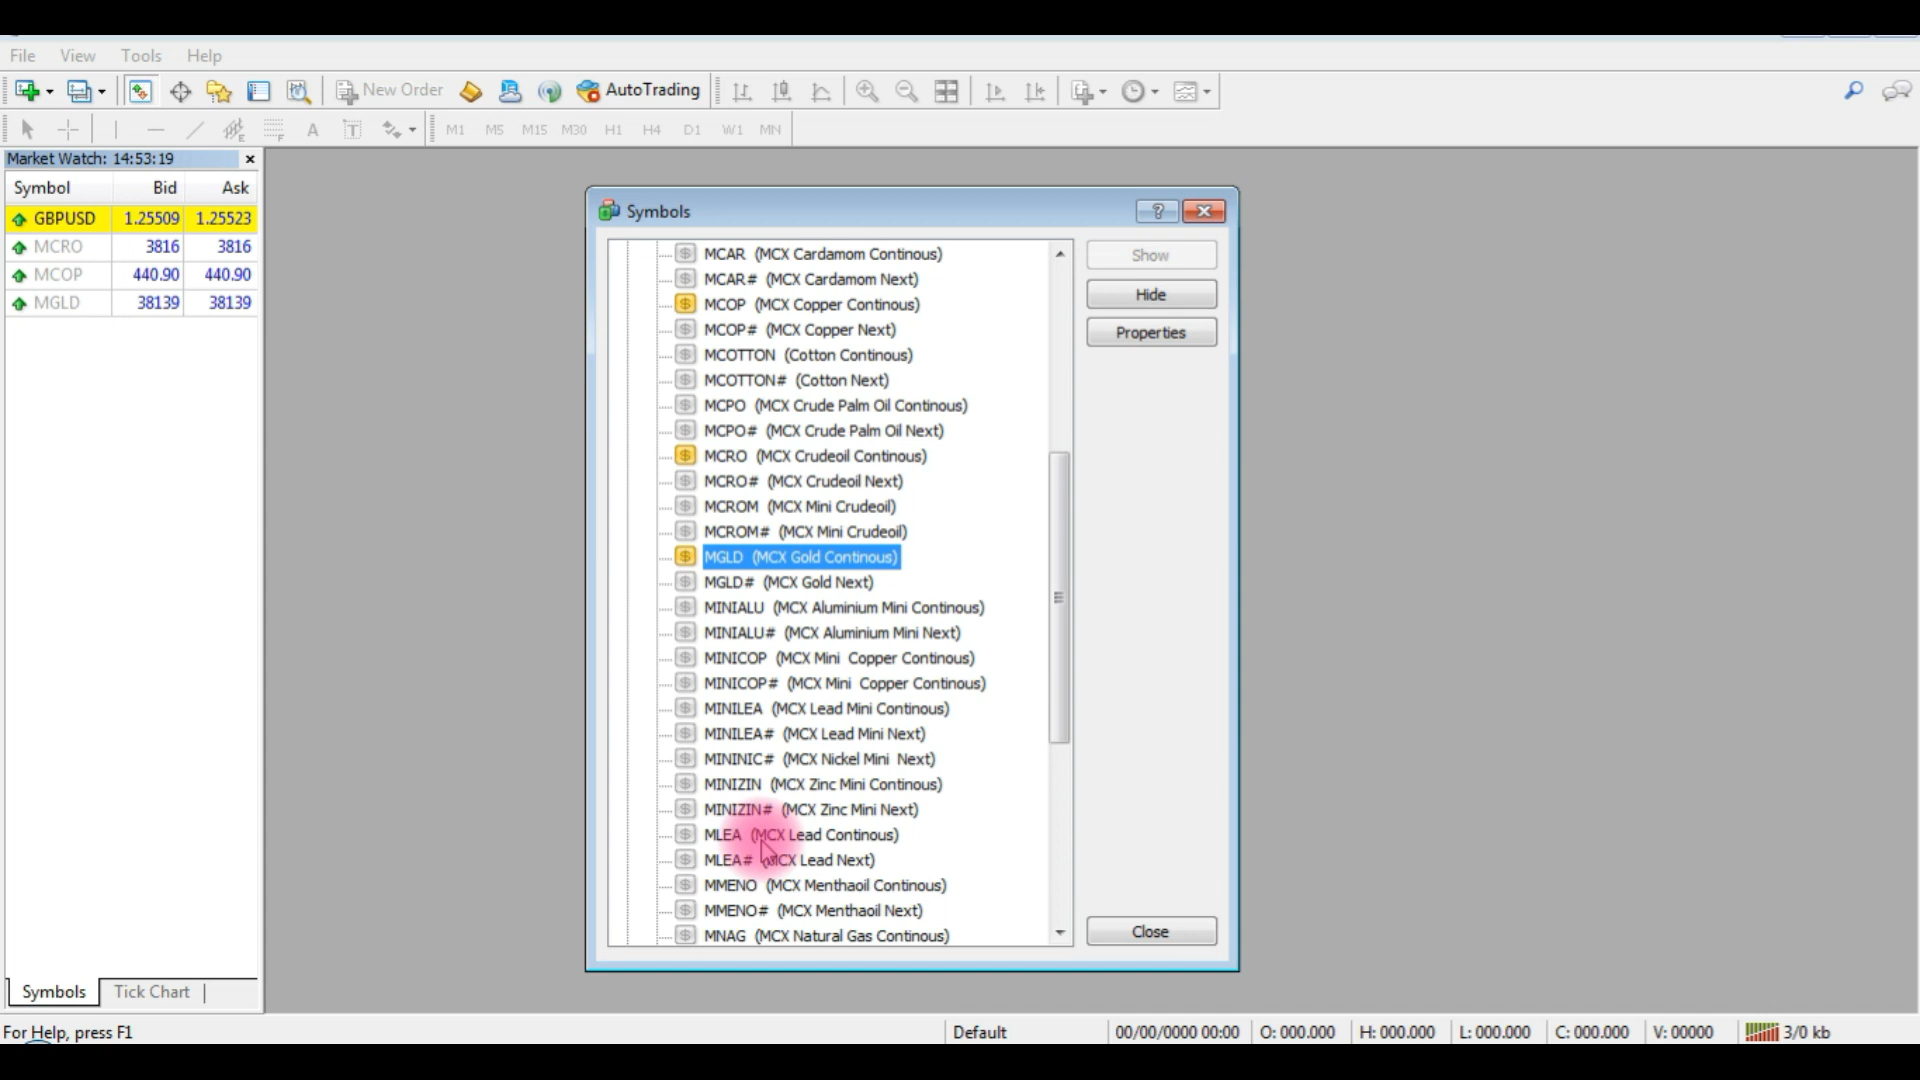 File View Tools Help
New Order AutoTrading
A T M1 M5 M15 M30 H1 H4 D1 W1 MN
Market Watch: 14:53:19
Symbol Bid Ask
GBPUSD 1.25509 1.25523
MCRO 3816 3816
MCOP 440.90 440.90
MGLD 38139 38139
Symbols
MCAR (MCX Cardamom Continous)
MCAR# (MCX Cardamom Next)
MCOP (MCX Copper Continous)
MCOP# (MCX Copper Next)
MCOTTON (Cotton Continous)
MCOTTON# (Cotton Next)
MCPO (MCX Crude Palm Oil Continous)
MCPO# (MCX Crude Palm Oil Next)
MCRO (MCX Crudeoil Continous)
MCRO# (MCX Crudeoil Next)
MCROM (MCX Mini Crudeoil)
MCROM# (MCX Mini Crudeoil)
MGLD (MCX Gold Continous)
MGLD# (MCX Gold Next)
MINIALU (MCX Aluminium Mini Continous)
MINIALU# (MCX Aluminium Mini Next)
MINICOP (MCX Mini Copper Continous)
MINICOP# (MCX Mini Copper Continous)
MINILEA (MCX Lead Mini Continous)
MINILEA# (MCX Lead Mini Next)
MININIC# (MCX Nickel Mini Next)
MINIZIN (MCX Zinc Mini Continous)
MINIZIN# (MCX Zinc Mini Next)
MLEA (MCX Lead Continous)
MLEA# (MCX Lead Next)
MMENO (MCX Menthaoil Continous)
MMENO# (MCX Menthaoil Next)
MNAG (MCX Natural Gas Continous)
Show
Hide
Properties
Close
Symbols Tick Chart
For Help, press F1 Default 00/00/0000 00:00 O: 000.000 H: 000.000 L: 000.000 C: 000.000 V: 00000 3/0 kb